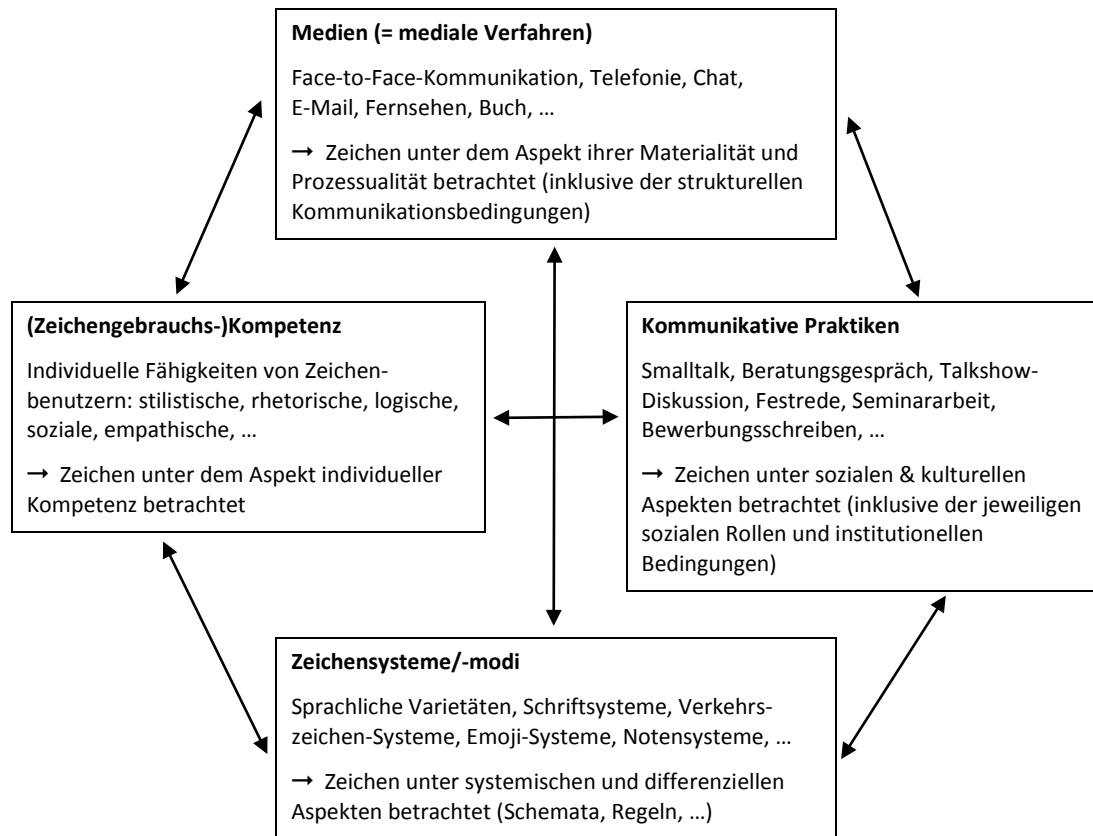 Medien (= mediale Verfahren)
Face-to-Face-Kommunikation, Telefonie, Chat,
E-Mail, Fernsehen, Buch, …
→ Zeichen unter dem Aspekt ihrer Materialität und
Prozessualität betrachtet (inklusive der strukturellen
Kommunikationsbedingungen)
(Zeichengebrauchs-)Kompetenz
Individuelle Fähigkeiten von Zeichen-
benutzern: stilistische, rhetorische, logische,
soziale, empathische, …
→ Zeichen unter dem Aspekt individueller
Kompetenz betrachtet
Kommunikative Praktiken
Smalltalk, Beratungsgespräch, Talkshow-
Diskussion, Festrede, Seminararbeit,
Bewerbungsschreiben, …
→ Zeichen unter sozialen & kulturellen
Aspekten betrachtet (inklusive der jeweiligen
sozialen Rollen und institutionellen
Bedingungen)
Zeichensysteme/-modi
Sprachliche Varietäten, Schriftsysteme, Verkehrs-
zeichen-Systeme, Emoji-Systeme, Notensysteme, …
→ Zeichen unter systemischen und differenziellen
Aspekten betrachtet (Schemata, Regeln, …)